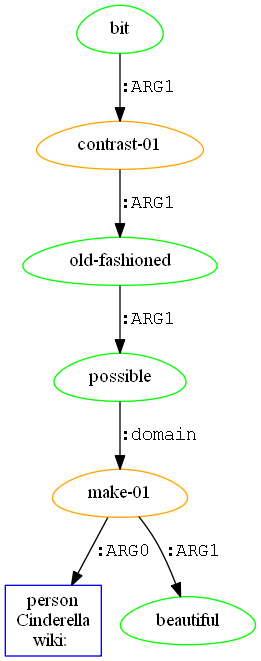 bit
:ARG1
contrast-01
:ARG1
old-fashioned
:ARG1
possible
:domain
make-01
:ARG0 :ARG1
person
Cinderella
wiki:
beautiful